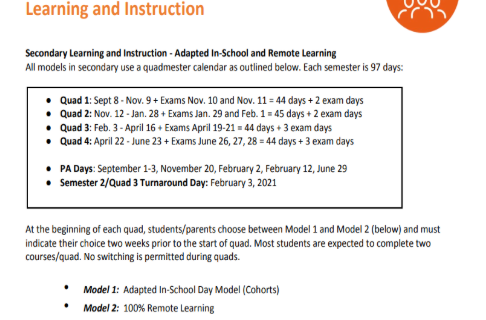 Learning and Instruction
Secondary Learning and Instruction - Adapted In-School and Remote Learning
All models in secondary use a quadmester calendar as outlined below. Each semester is 97 days:
• Quad 1: Sept 8 - Nov. 9 + Exams Nov. 10 and Nov. 11 = 44 days + 2 exam days
• Quad 2: Nov. 12 - Jan. 28 + Exams Jan. 29 and Feb. 1 = 45 days + 2 exam days
• Quad 3: Feb. 3 - April 16 + Exams April 19-21 = 44 days + 3 exam days
• Quad 4: April 22 - June 23 + Exams June 26, 27, 28 = 44 days + 3 exam days
• PA Days: September 1-3, November 20, February 2, February 12, June 29
• Semester 2/Quad 3 Turnaround Day: February 3, 2021
At the beginning of each quad, students/parents choose between Model 1 and Model 2 (below) and must
indicate their choice two weeks prior to the start of quad. Most students are expected to complete two
courses/quad. No switching is permitted during quads.
• Model 1: Adapted In-School Day Model (Cohorts)
• Model 2: 100% Remote Learning